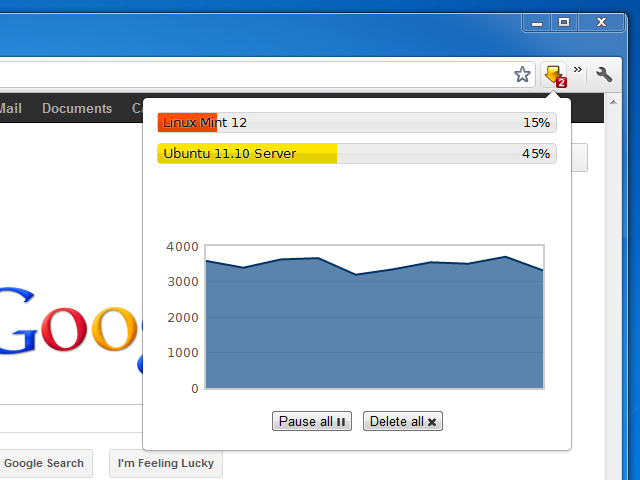 2
»
Mail Documents
Linux Mint 12 15%
Ubuntu 11.10 Server 45%
4000
3000
2000
1000
0
Goog
Pause all
Delete all
Google Search I'm Feeling Lucky